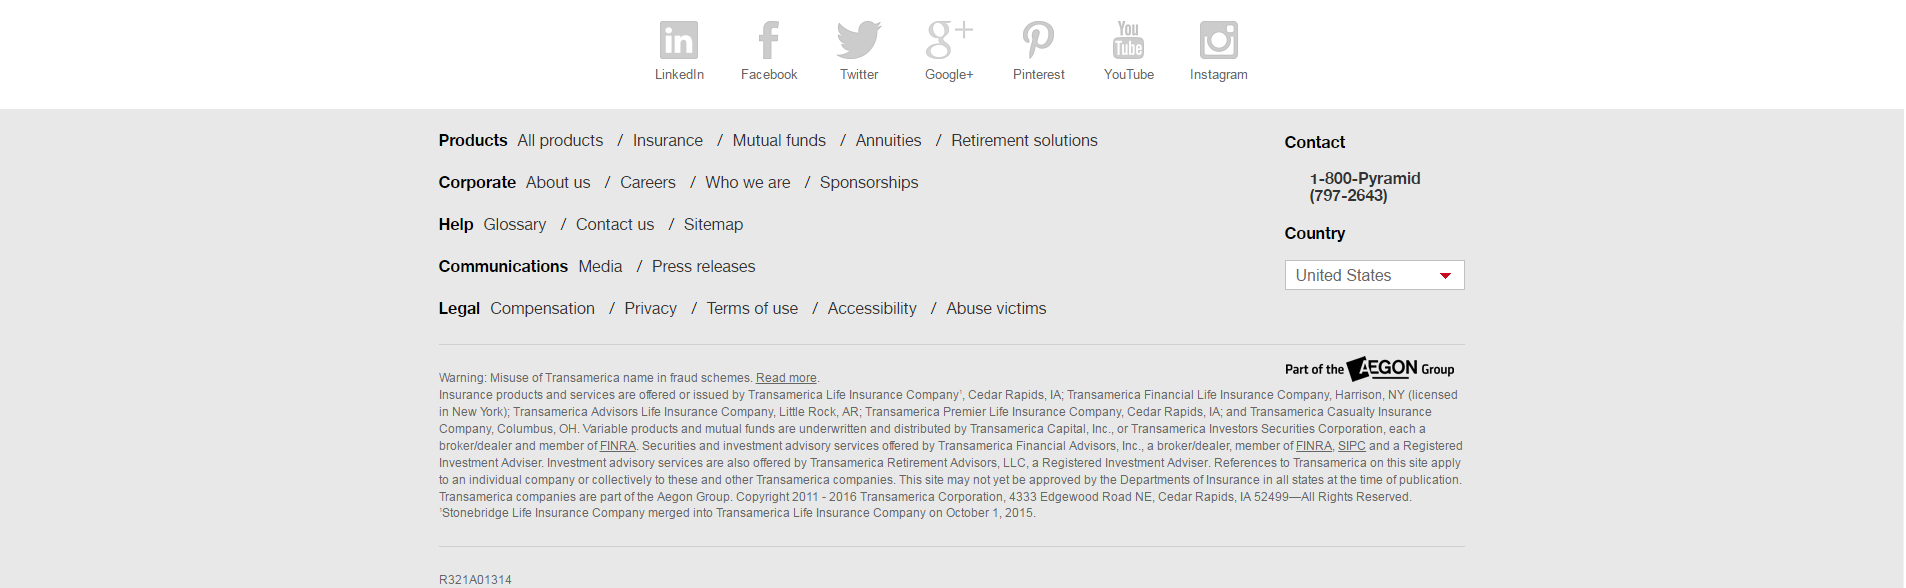 LinkedIn Facebook Twitter Google+ Pinterest YouTube Instagram
Products All products / Insurance / Mutual funds / Annuities / Retirement solutions
Corporate About us / Careers / Who we are / Sponsorships
Help Glossary / Contact us / Sitemap
Communications Media / Press releases
Legal Compensation / Privacy / Terms of use / Accessibility / Abuse victims
Contact
1-800-Pyramid
(797-2643)
Country
United States
Part of the AEGON Group
Warning: Misuse of Transamerica name in fraud schemes. Read more.
Insurance products and services are offered or issued by Transamerica Life Insurance Company¹, Cedar Rapids, IA; Transamerica Financial Life Insurance Company, Harrison, NY (licensed
in New York); Transamerica Advisors Life Insurance Company, Little Rock, AR; Transamerica Premier Life Insurance Company, Cedar Rapids, IA; and Transamerica Casualty Insurance
Company, Columbus, OH. Variable products and mutual funds are underwritten and distributed by Transamerica Capital, Inc., or Transamerica Investors Securities Corporation, each a
broker/dealer and member of FINRA. Securities and investment advisory services offered by Transamerica Financial Advisors, Inc., a broker/dealer, member of FINRA, SIPC and a Registered
Investment Adviser. Investment advisory services are also offered by Transamerica Retirement Advisors, LLC, a Registered Investment Adviser. References to Transamerica on this site apply
to an individual company or collectively to these and other Transamerica companies. This site may not yet be approved by the Departments of Insurance in all states at the time of publication.
Transamerica companies are part of the Aegon Group. Copyright 2011 - 2016 Transamerica Corporation, 4333 Edgewood Road NE, Cedar Rapids, IA 52499—All Rights Reserved.
¹Stonebridge Life Insurance Company merged into Transamerica Life Insurance Company on October 1, 2015.
R321A01314